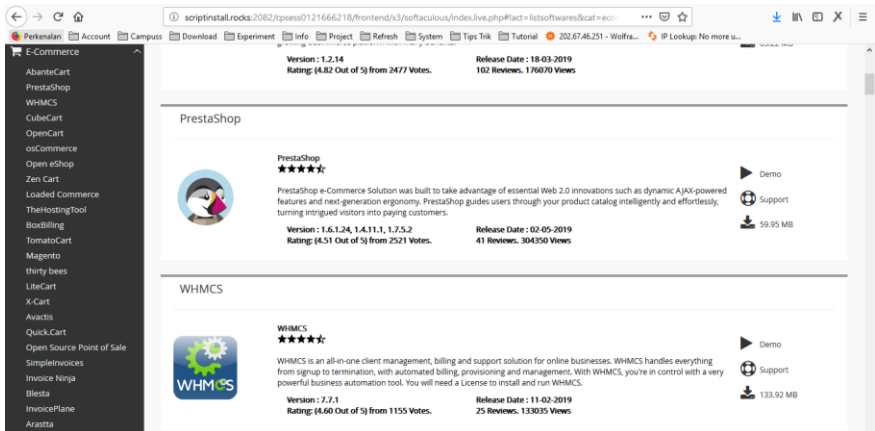 scriptinstall.rocks:2082/cpsess0121666218/frontend/x3/softaculous/index.live.php#act=listsoftwares&cat=eco
Perkenalan Account Campuss Download Experiment Info Project Refresh System Tips Trik Tutorial 202.67.46.251 - Wolfra... IP Lookup: No more u...
E-Commerce
AbanteCart
PrestaShop
WHMCS
CubeCart
OpenCart
osCommerce
Open eShop
Zen Cart
Loaded Commerce
TheHostingTool
BoxBilling
TomatoCart
Magento
thirty bees
LiteCart
X-Cart
Avactis
Quick.Cart
Open Source Point of Sale
SimpleInvoices
Invoice Ninja
Blesta
InvoicePlane
Arastta
Version : 1.2.14 Release Date : 18-03-2019
Rating: (4.82 Out of 5) from 2477 Votes. 102 Reviews. 176070 Views
PrestaShop
PrestaShop
PrestaShop e-Commerce Solution was built to take advantage of essential Web 2.0 innovations such as dynamic AJAX-powered
features and next-generation ergonomy. PrestaShop guides users through your product catalog intelligently and effortlessly,
turning intrigued visitors into paying customers.
Version : 1.6.1.24, 1.4.11.1, 1.7.5.2 Release Date : 02-05-2019
Rating: (4.51 Out of 5) from 2521 Votes. 41 Reviews. 304350 Views
Demo
Support
59.95 MB
WHMCS
WHMCS
WHMCS
WHMCS is an all-in-one client management, billing and support solution for online businesses. WHMCS handles everything
from signup to termination, with automated billing, provisioning and management. With WHMCS, you're in control with a very
powerful business automation tool. You will need a License to install and run WHMCS.
Version : 7.7.1 Release Date : 11-02-2019
Rating: (4.60 Out of 5) from 1155 Votes. 25 Reviews. 133035 Views
Demo
Support
133.92 MB